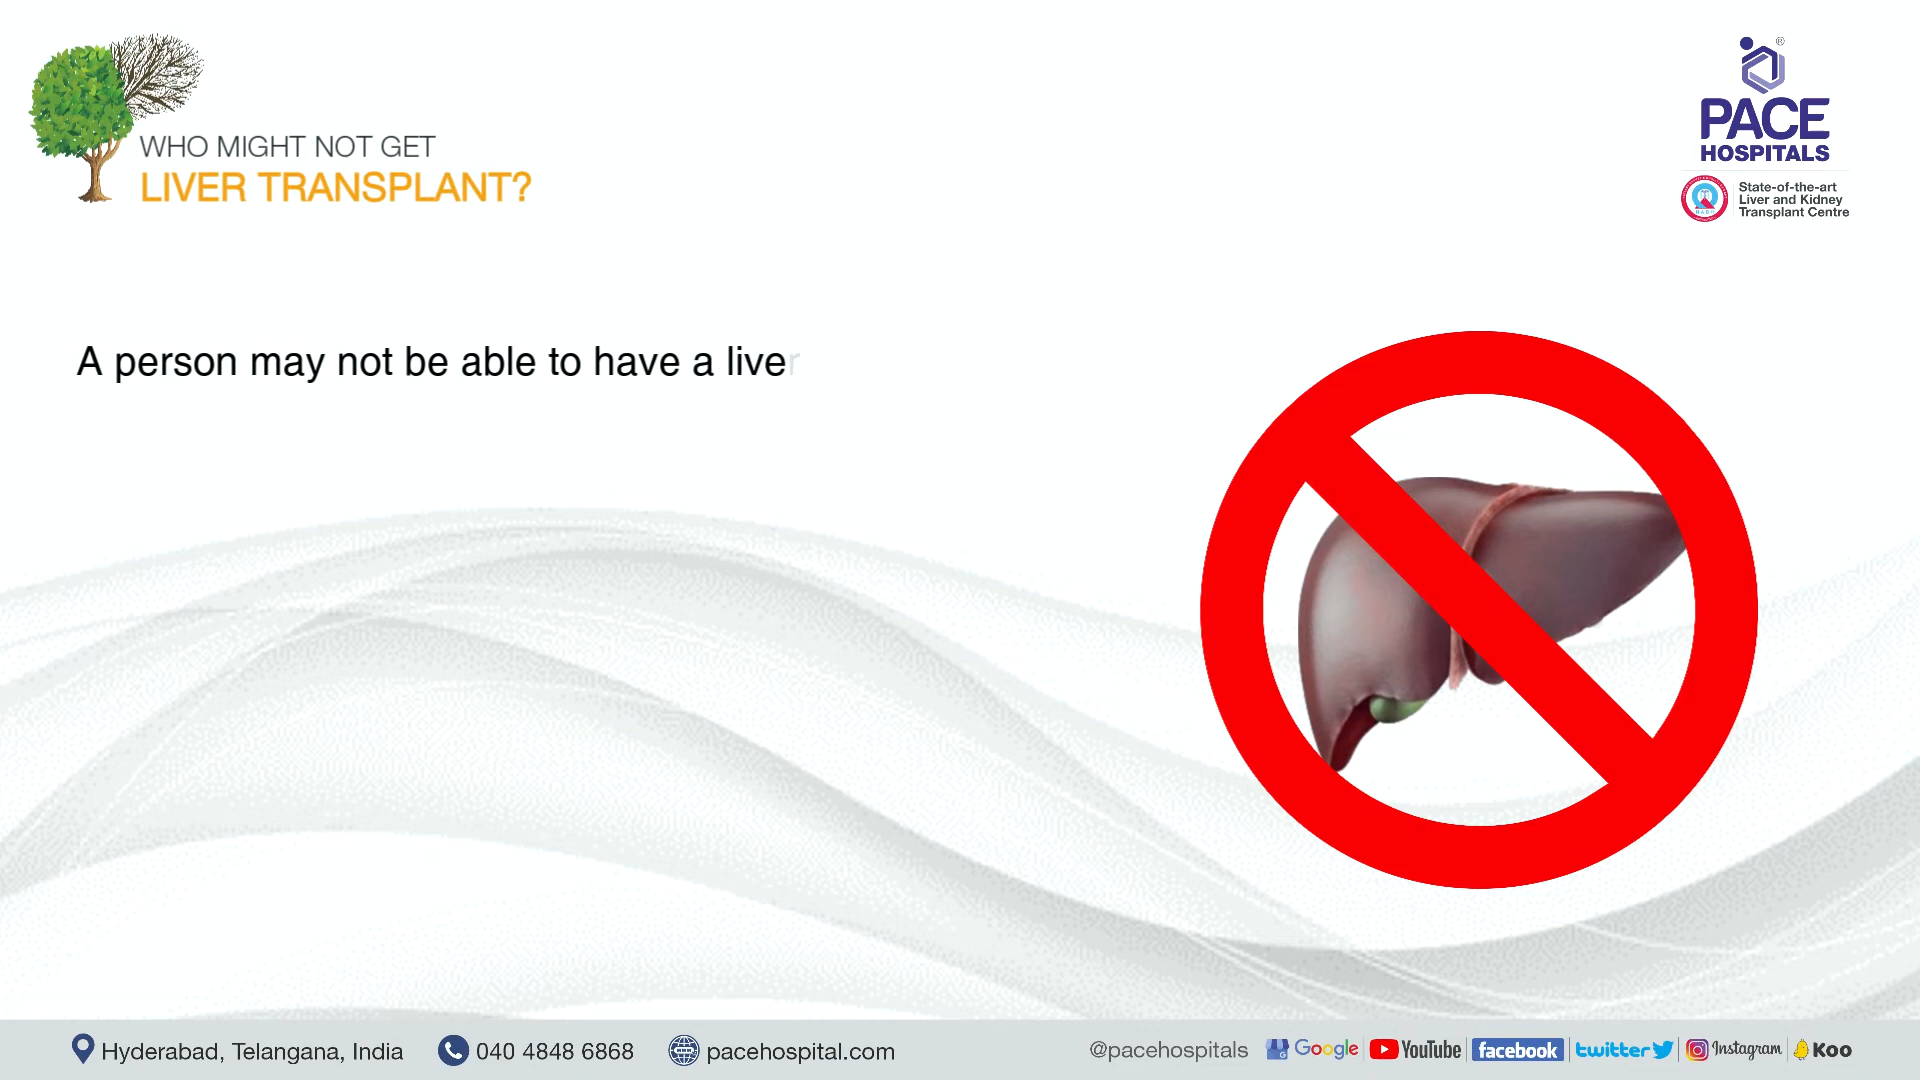 WHO MIGHT NOT GET
LIVER TRANSPLANT?
®
PACE
HOSPITALS
State-of-the-art
Liver and Kidney
Transplant Centre
A person may not be able to have a liver
Hyderabad, Telangana, India
040 4848 6868
pacehospital.com
@pacehospitals
Google
YouTube
facebook
twitter
Instagram
Koo